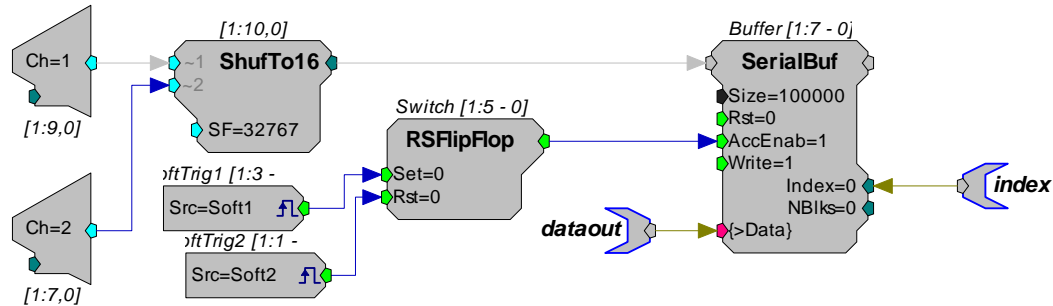 [1:10,0]
Buffer [1:7 - 0]
Ch=1
~1
ShufTo16
SerialBuf
~2
Size=100000
[1:9,0]
SF=32767
Switch [1:5 - 0]
Rst=0
RSFlipFlop
AccEnab=1
Write=1
oftTrig1 [1:3 -
Set=0
Index=0
index
Src=Soft1
Rst=0
NBlks=0
Ch=2
dataout
{>Data}
oftTrig2 [1:1 -
Src=Soft2
[1:7,0]